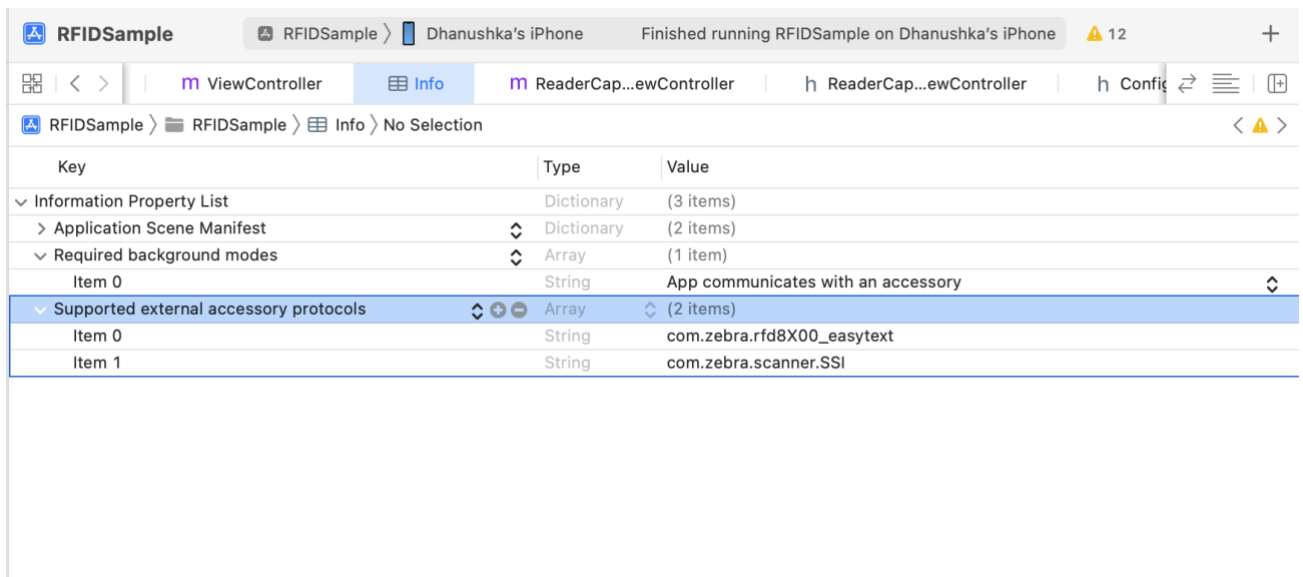 RFIDSample RFIDSample 〉 Dhanushka's iPhone Finished running RFIDSample on Dhanushka's iPhone 12 +
m ViewController Info m ReaderCap...ewController h ReaderCap...ewController h Config
RFIDSample 〉 RFIDSample 〉 Info 〉 No Selection
Key Type Value
Information Property List Dictionary (3 items)
Application Scene Manifest Dictionary (2 items)
Required background modes Array (1 item)
Item 0 String App communicates with an accessory
Supported external accessory protocols Array (2 items)
Item 0 String com.zebra.rfd8X00_easytext
Item 1 String com.zebra.scanner.SSI